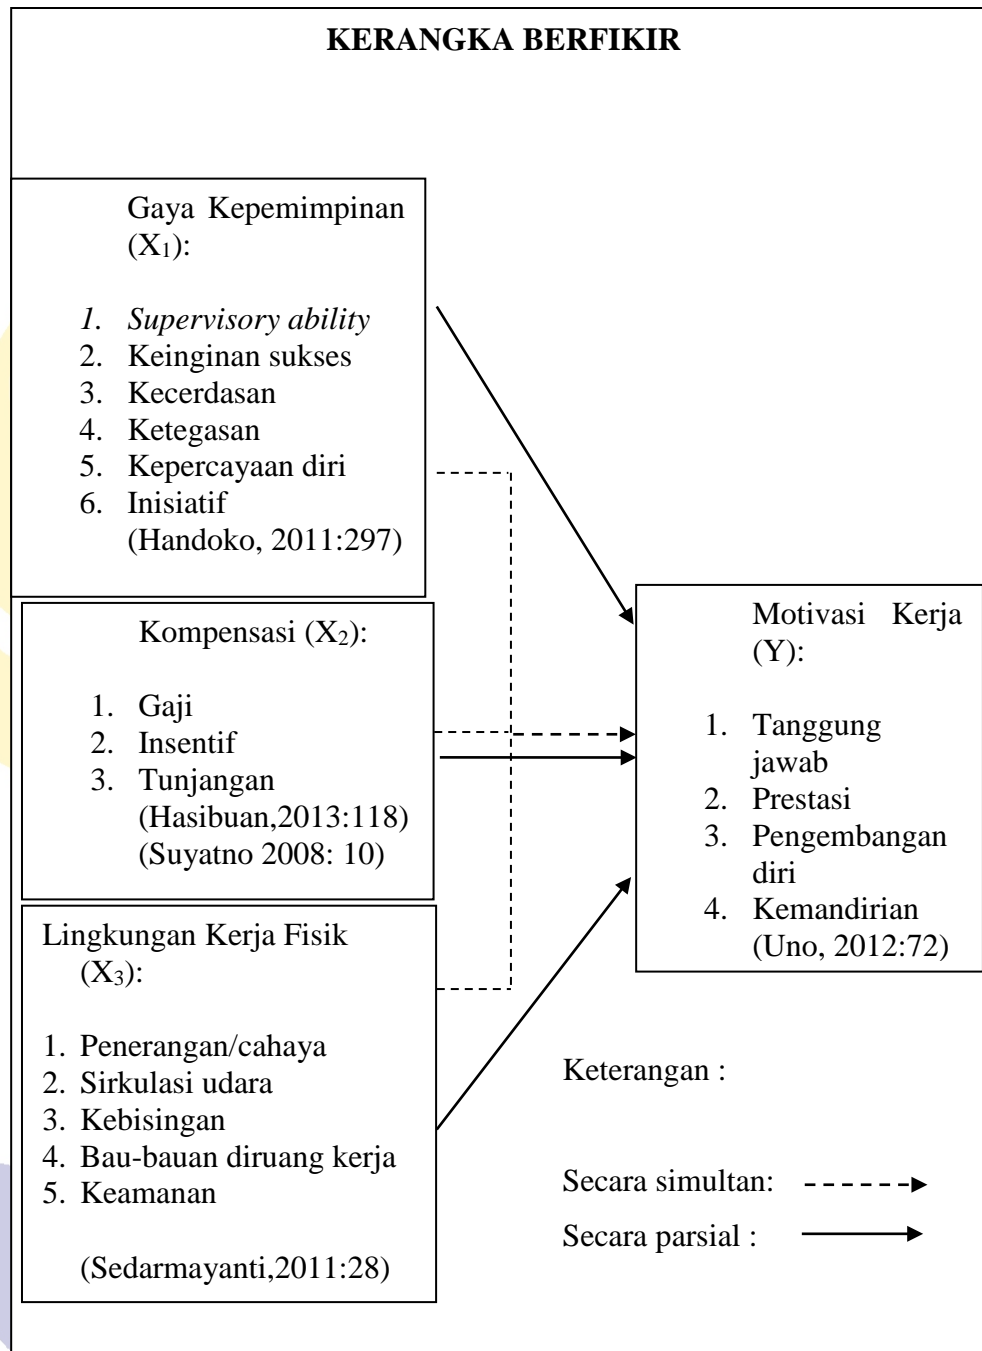 KERANGKA BERFIKIR
Gaya Kepemimpinan
(X₁):
1. Supervisory ability
2. Keinginan sukses
3. Kecerdasan
4. Ketegasan
5. Kepercayaan diri
6. Inisiatif
(Handoko, 2011:297)
Kompensasi (X₂):
1. Gaji
2. Insentif
3. Tunjangan
(Hasibuan,2013:118)
(Suyatno 2008: 10)
Lingkungan Kerja Fisik
(X₃):
1. Penerangan/cahaya
2. Sirkulasi udara
3. Kebisingan
4. Bau-bauan diruang kerja
5. Keamanan
(Sedarmayanti,2011:28)
Motivasi Kerja
(Y):
1. Tanggung
jawab
2. Prestasi
3. Pengembangan
diri
4. Kemandirian
(Uno, 2012:72)
Keterangan :
Secara simultan:
Secara parsial :